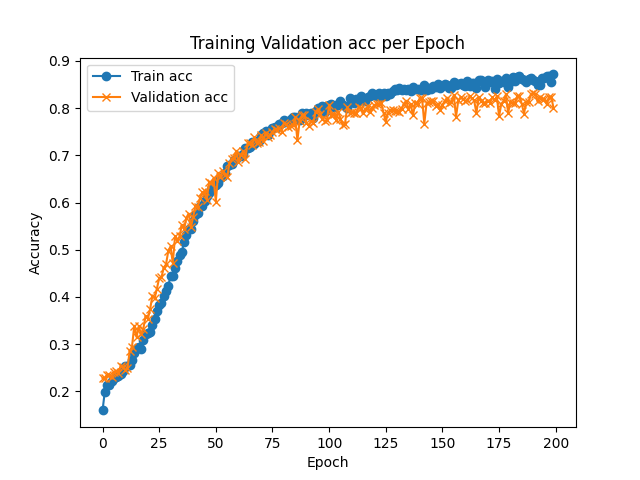 Training Validation acc per Epoch
Train acc
Validation acc
Accuracy
0.9
0.8
0.7
0.6
0.5
0.4
0.3
0.2
0 25 50 75 100 125 150 175 200
Epoch